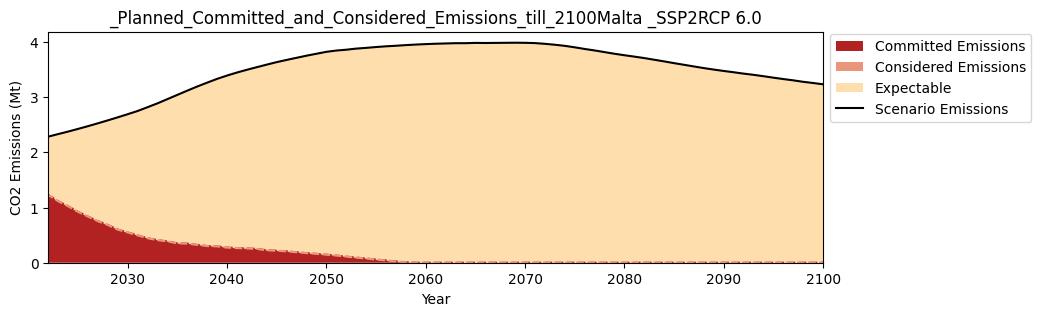 _Planned_Committed_and_Considered_Emissions_till_2100Malta _SSP2RCP 6.0
4
3
2
1
0
CO2 Emissions (Mt)
2030 2040 2050 2060 2070 2080 2090 2100
Year
Committed Emissions
Considered Emissions
Expectable
Scenario Emissions